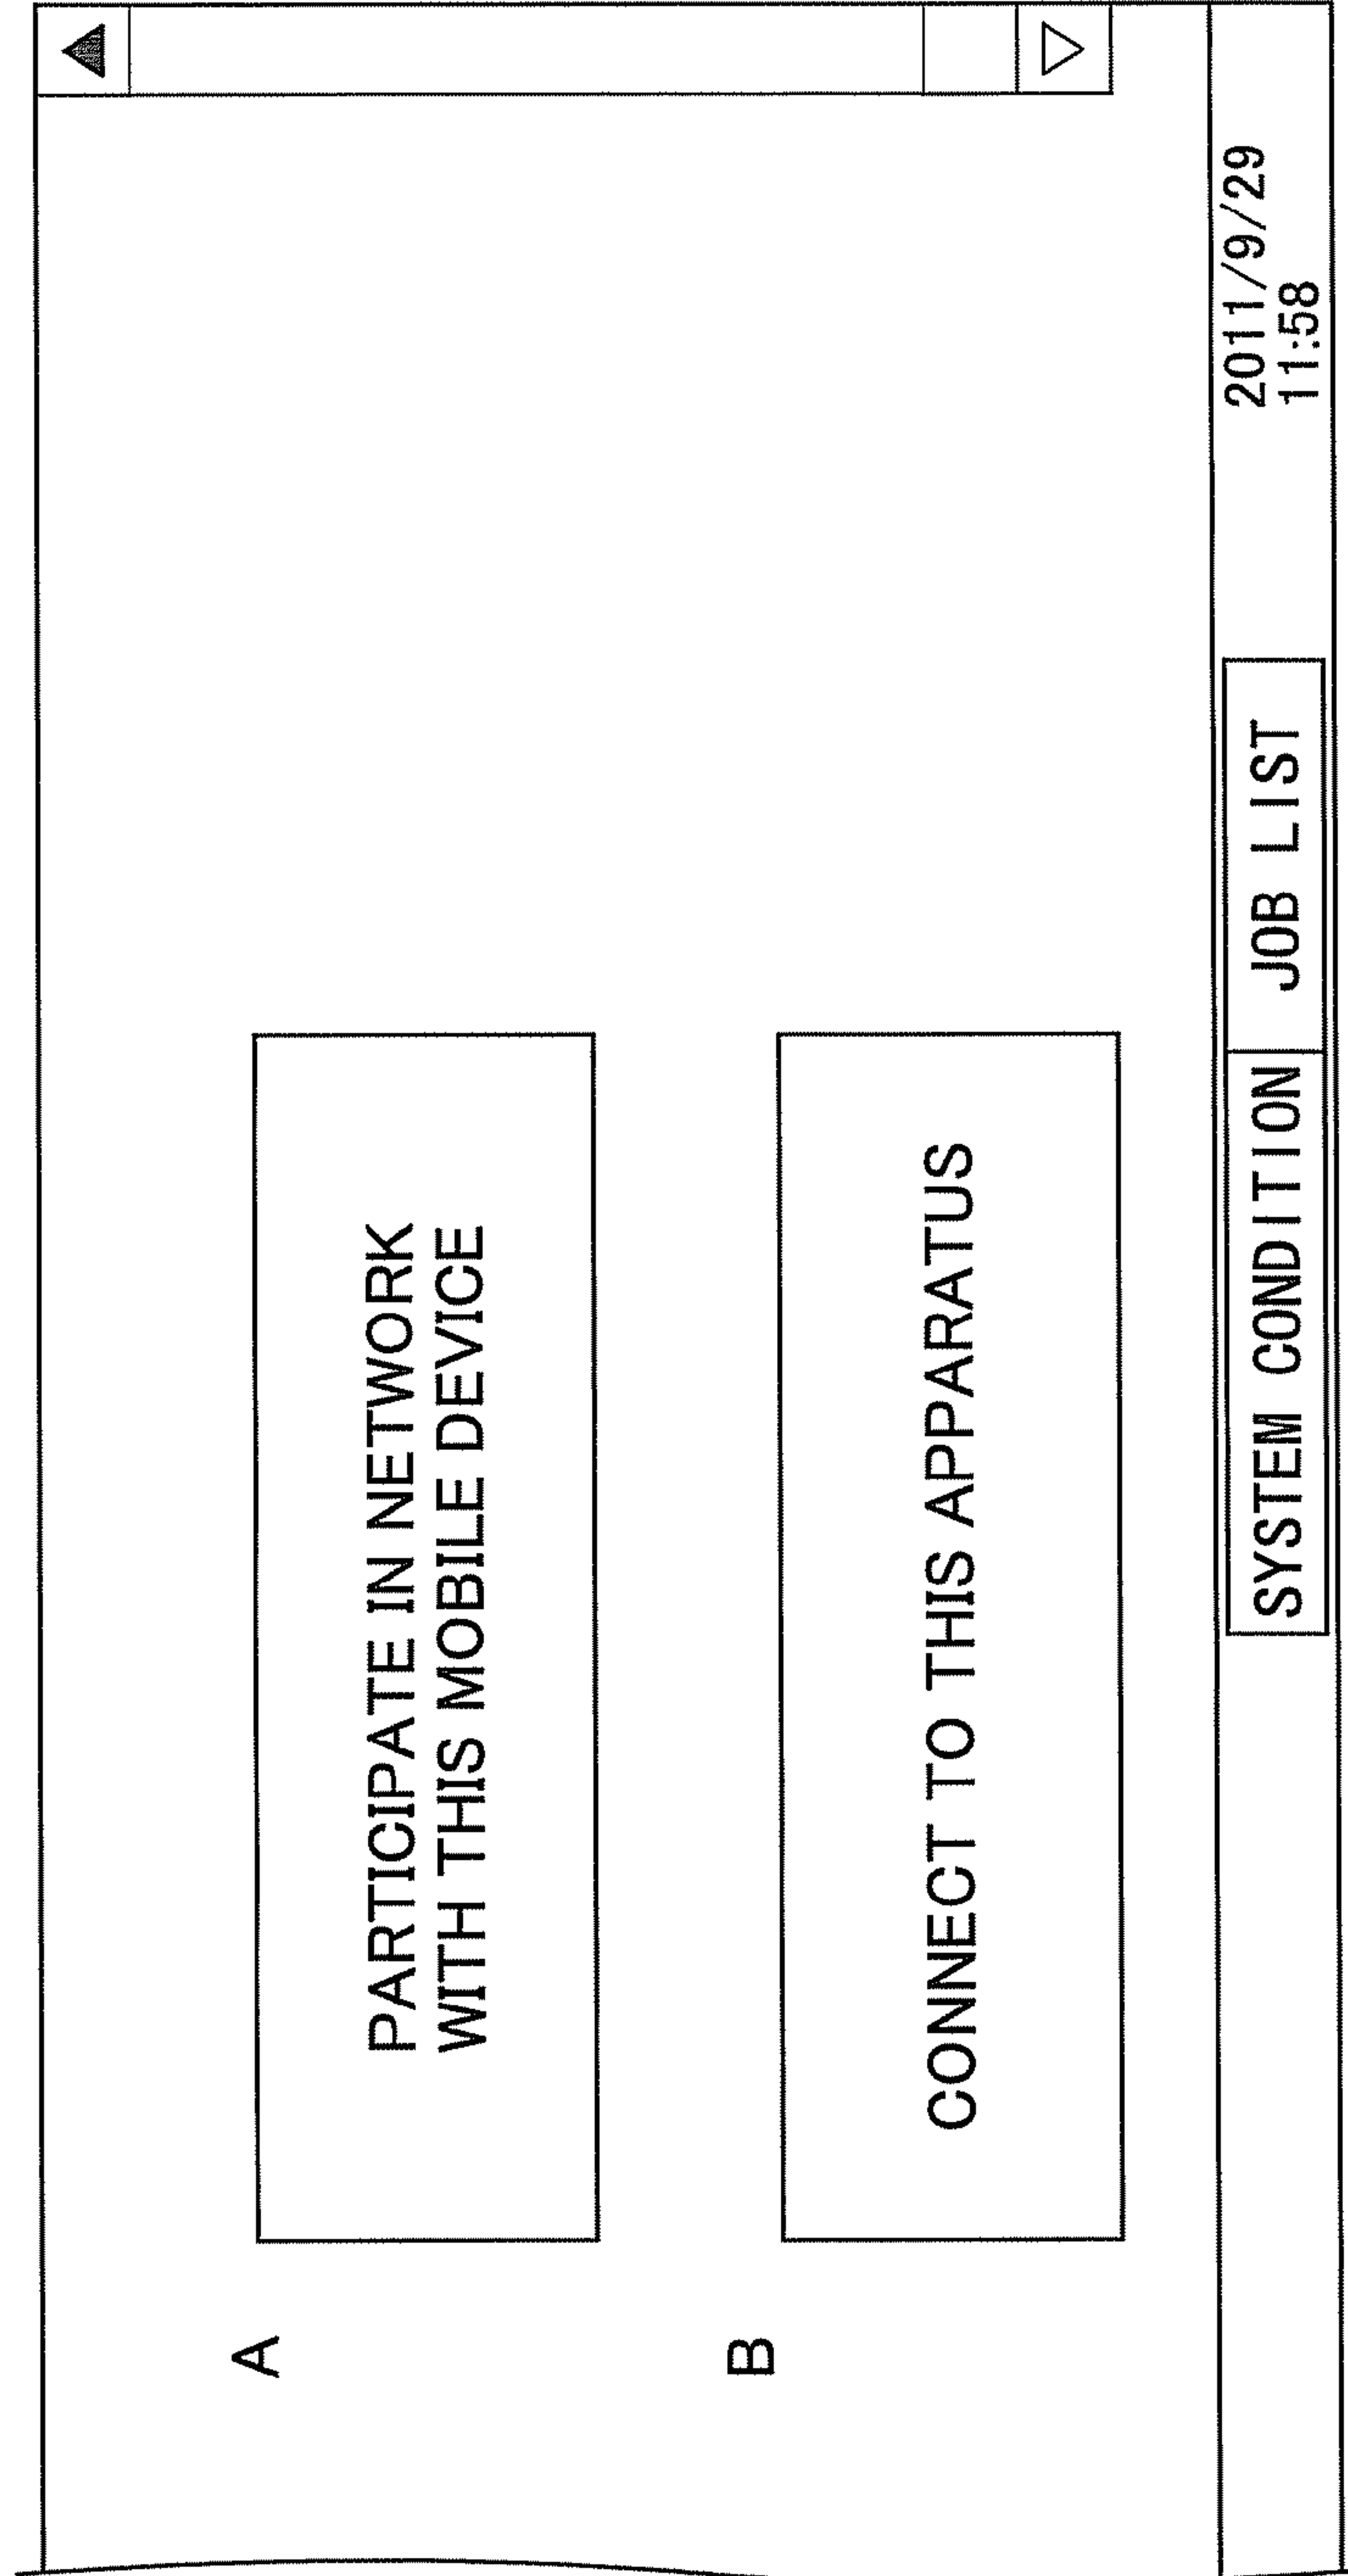 A
PARTICIPATE IN NETWORK
WITH THIS MOBILE DEVICE
B
CONNECT TO THIS APPARATUS
SYSTEM CONDITION
JOB LIST
2011/9/29
11:58